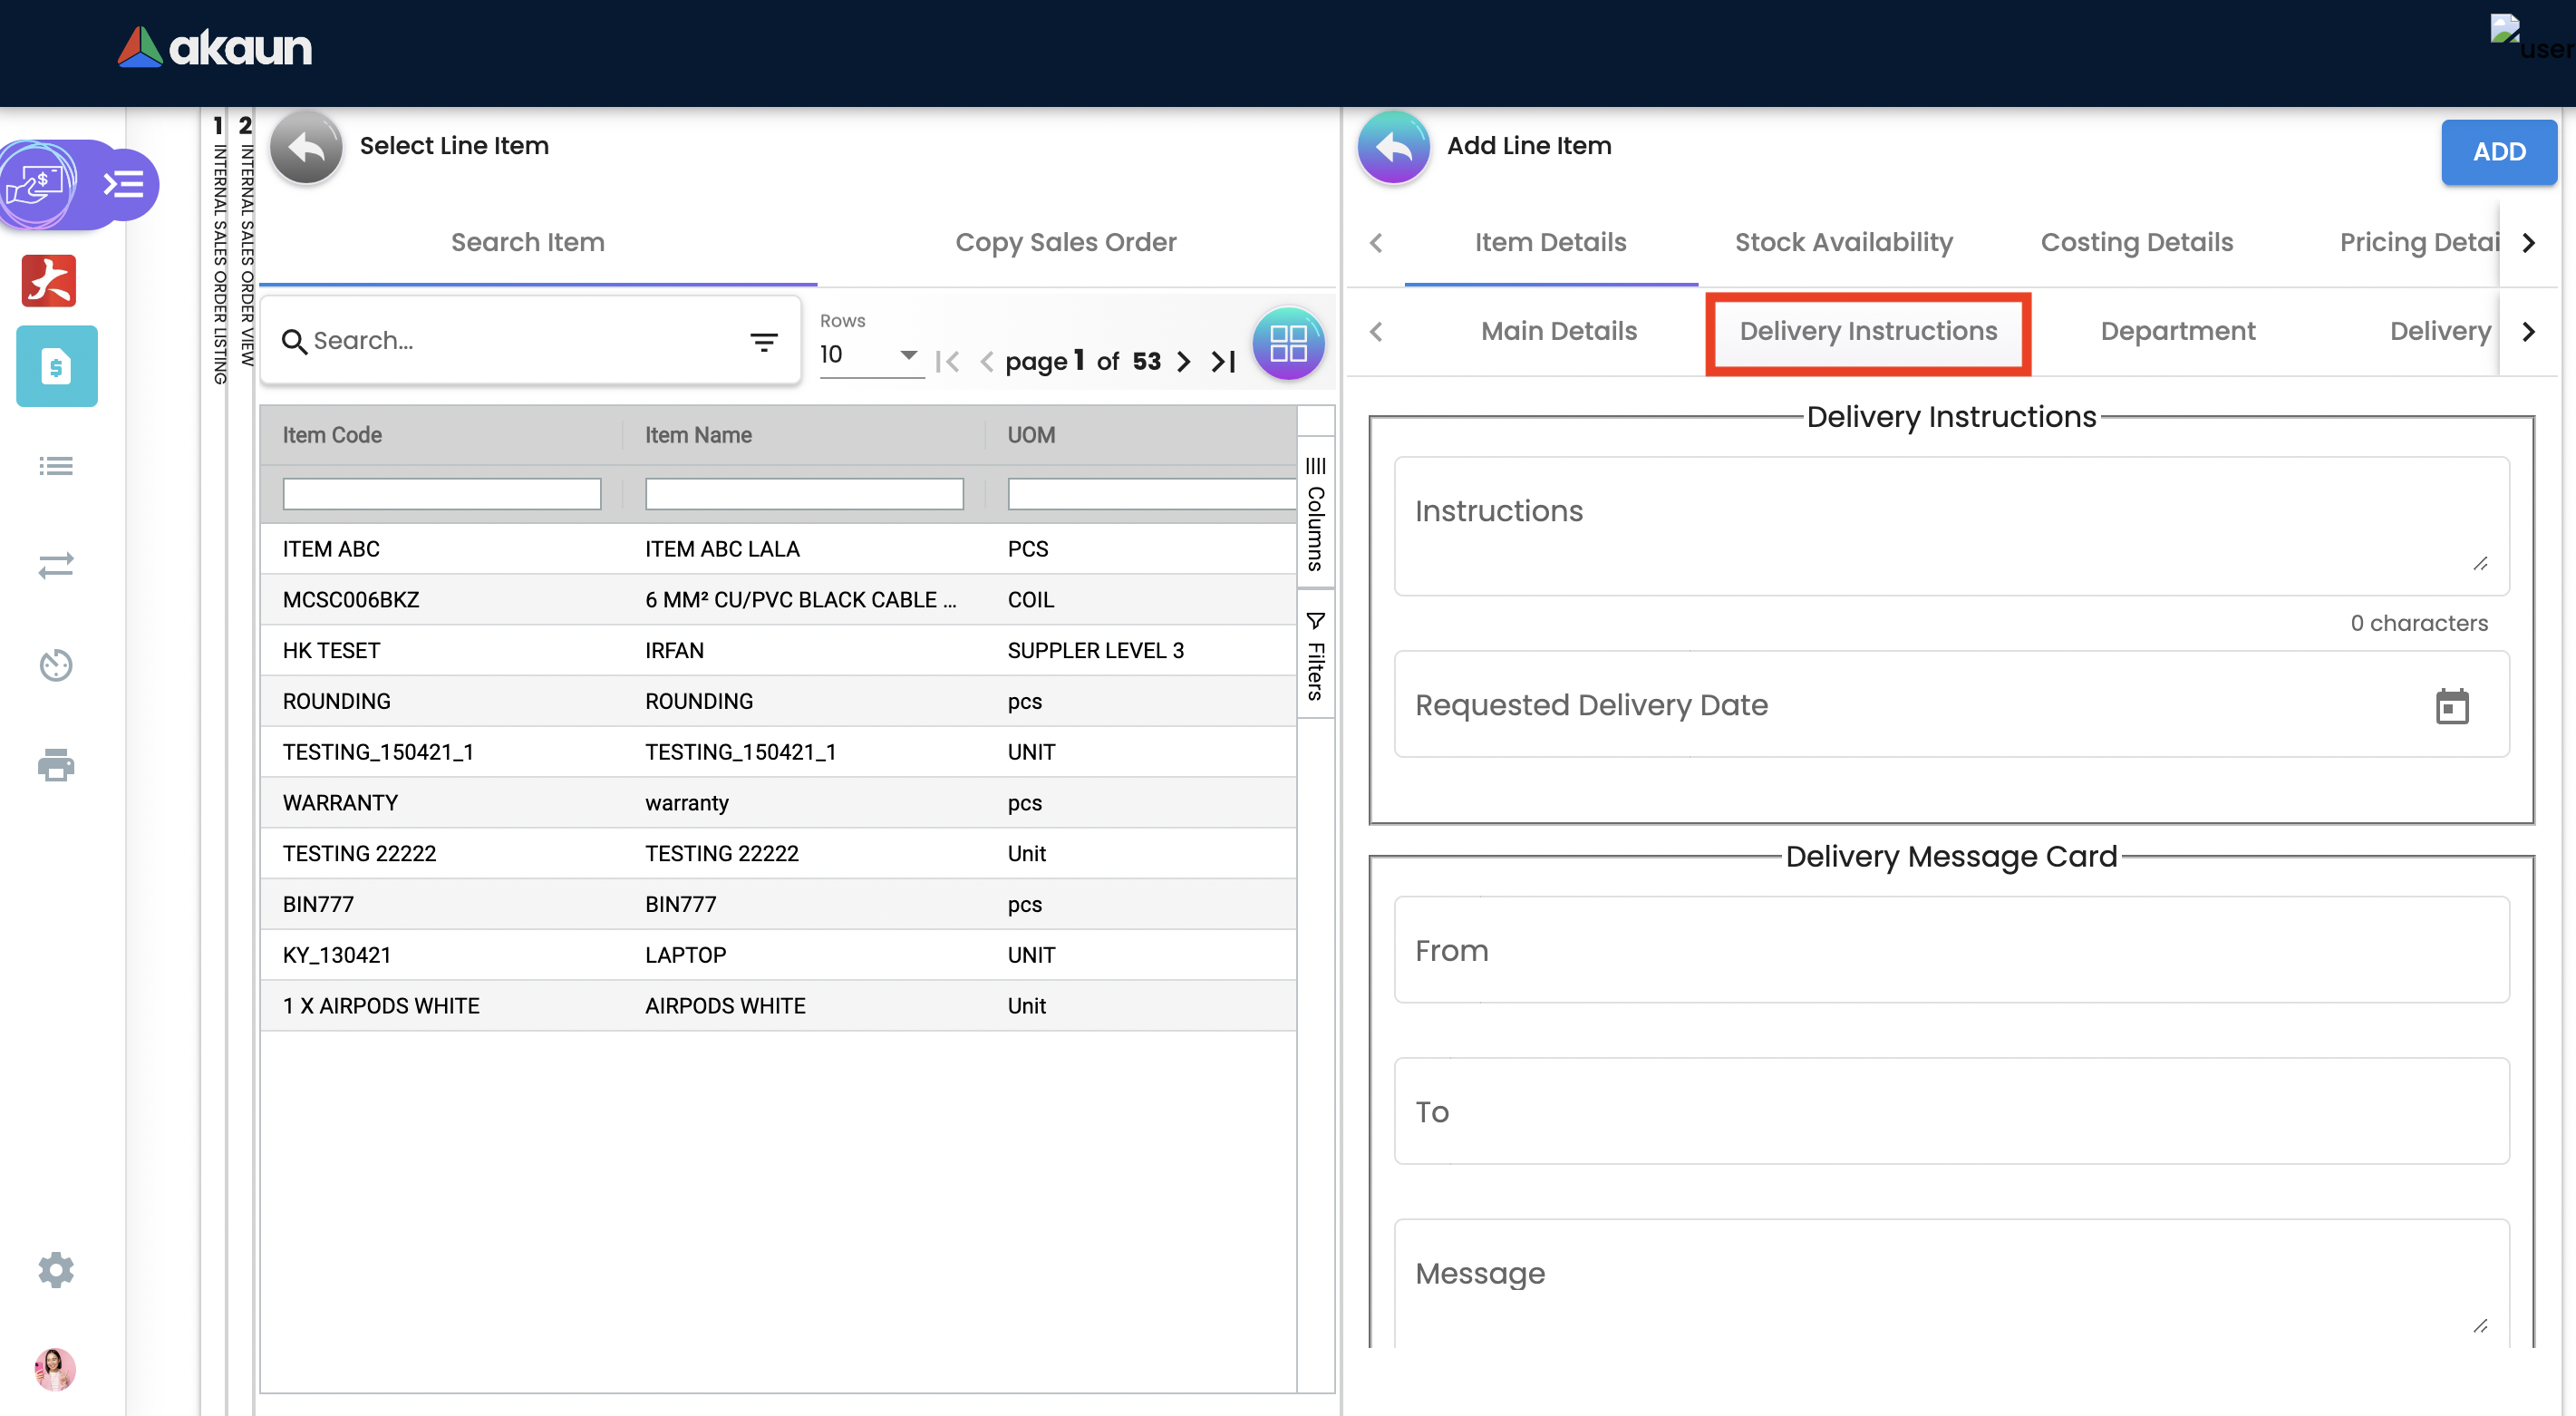 akaun
user
1 INTERNAL SALES ORDER LISTING
2 INTERNAL SALES ORDER VIEW
Select Line Item
Search Item
Copy Sales Order
Search...
Rows
10
page 1 of 53
Item Code
Item Name
UOM
ITEM ABC
ITEM ABC LALA
PCS
MCSC006BKZ
6 MM² CU/PVC BLACK CABLE ...
COIL
HK TESET
IRFAN
SUPPLER LEVEL 3
ROUNDING
ROUNDING
pcs
TESTING_150421_1
TESTING_150421_1
UNIT
WARRANTY
warranty
pcs
TESTING 22222
TESTING 22222
Unit
BIN777
BIN777
pcs
KY_130421
LAPTOP
UNIT
1 X AIRPODS WHITE
AIRPODS WHITE
Unit
Columns
Filters
Add Line Item
ADD
Item Details
Stock Availability
Costing Details
Pricing Detai
Main Details
Delivery Instructions
Department
Delivery
Delivery Instructions
Instructions
0 characters
Requested Delivery Date
Delivery Message Card
From
To
Message